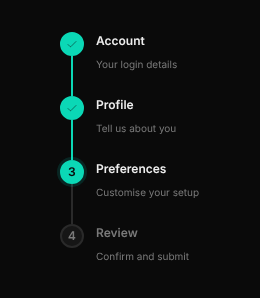 Account
Your login details
Profile
Tell us about you
3
Preferences
Customise your setup
4
Review
Confirm and submit